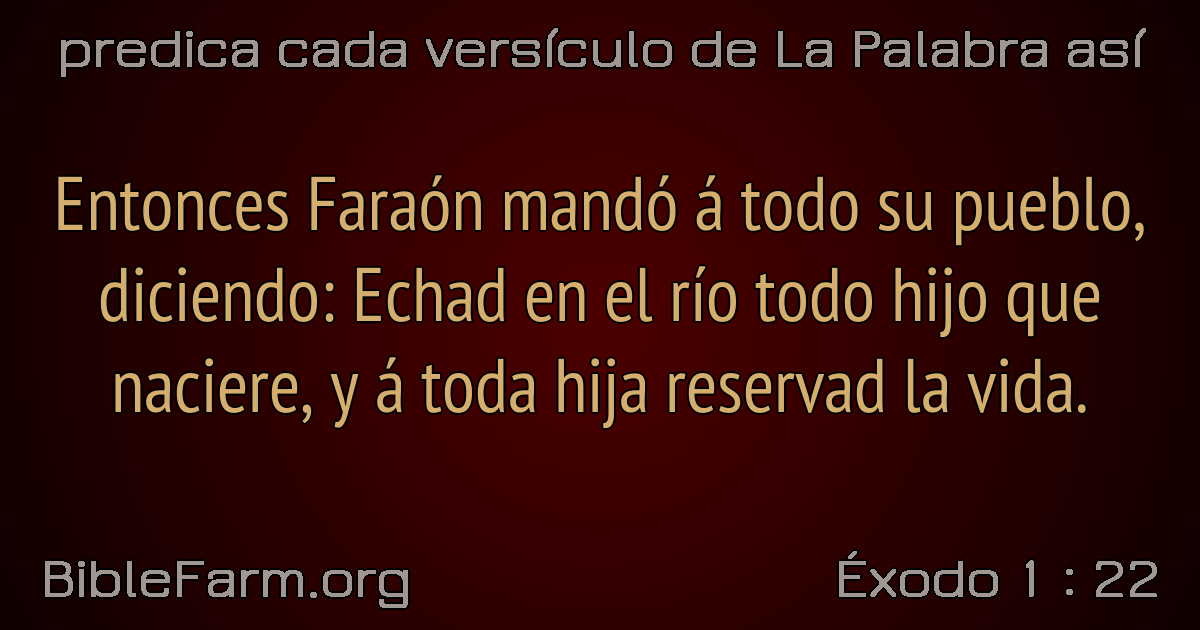 predica cada versículo de La Palabra así
Entonces Faraón mandó á todo su pueblo,
diciendo: Echad en el río todo hijo que
naciere, y á toda hija reservad la vida.
BibleFarm.org
Éxodo 1 : 22